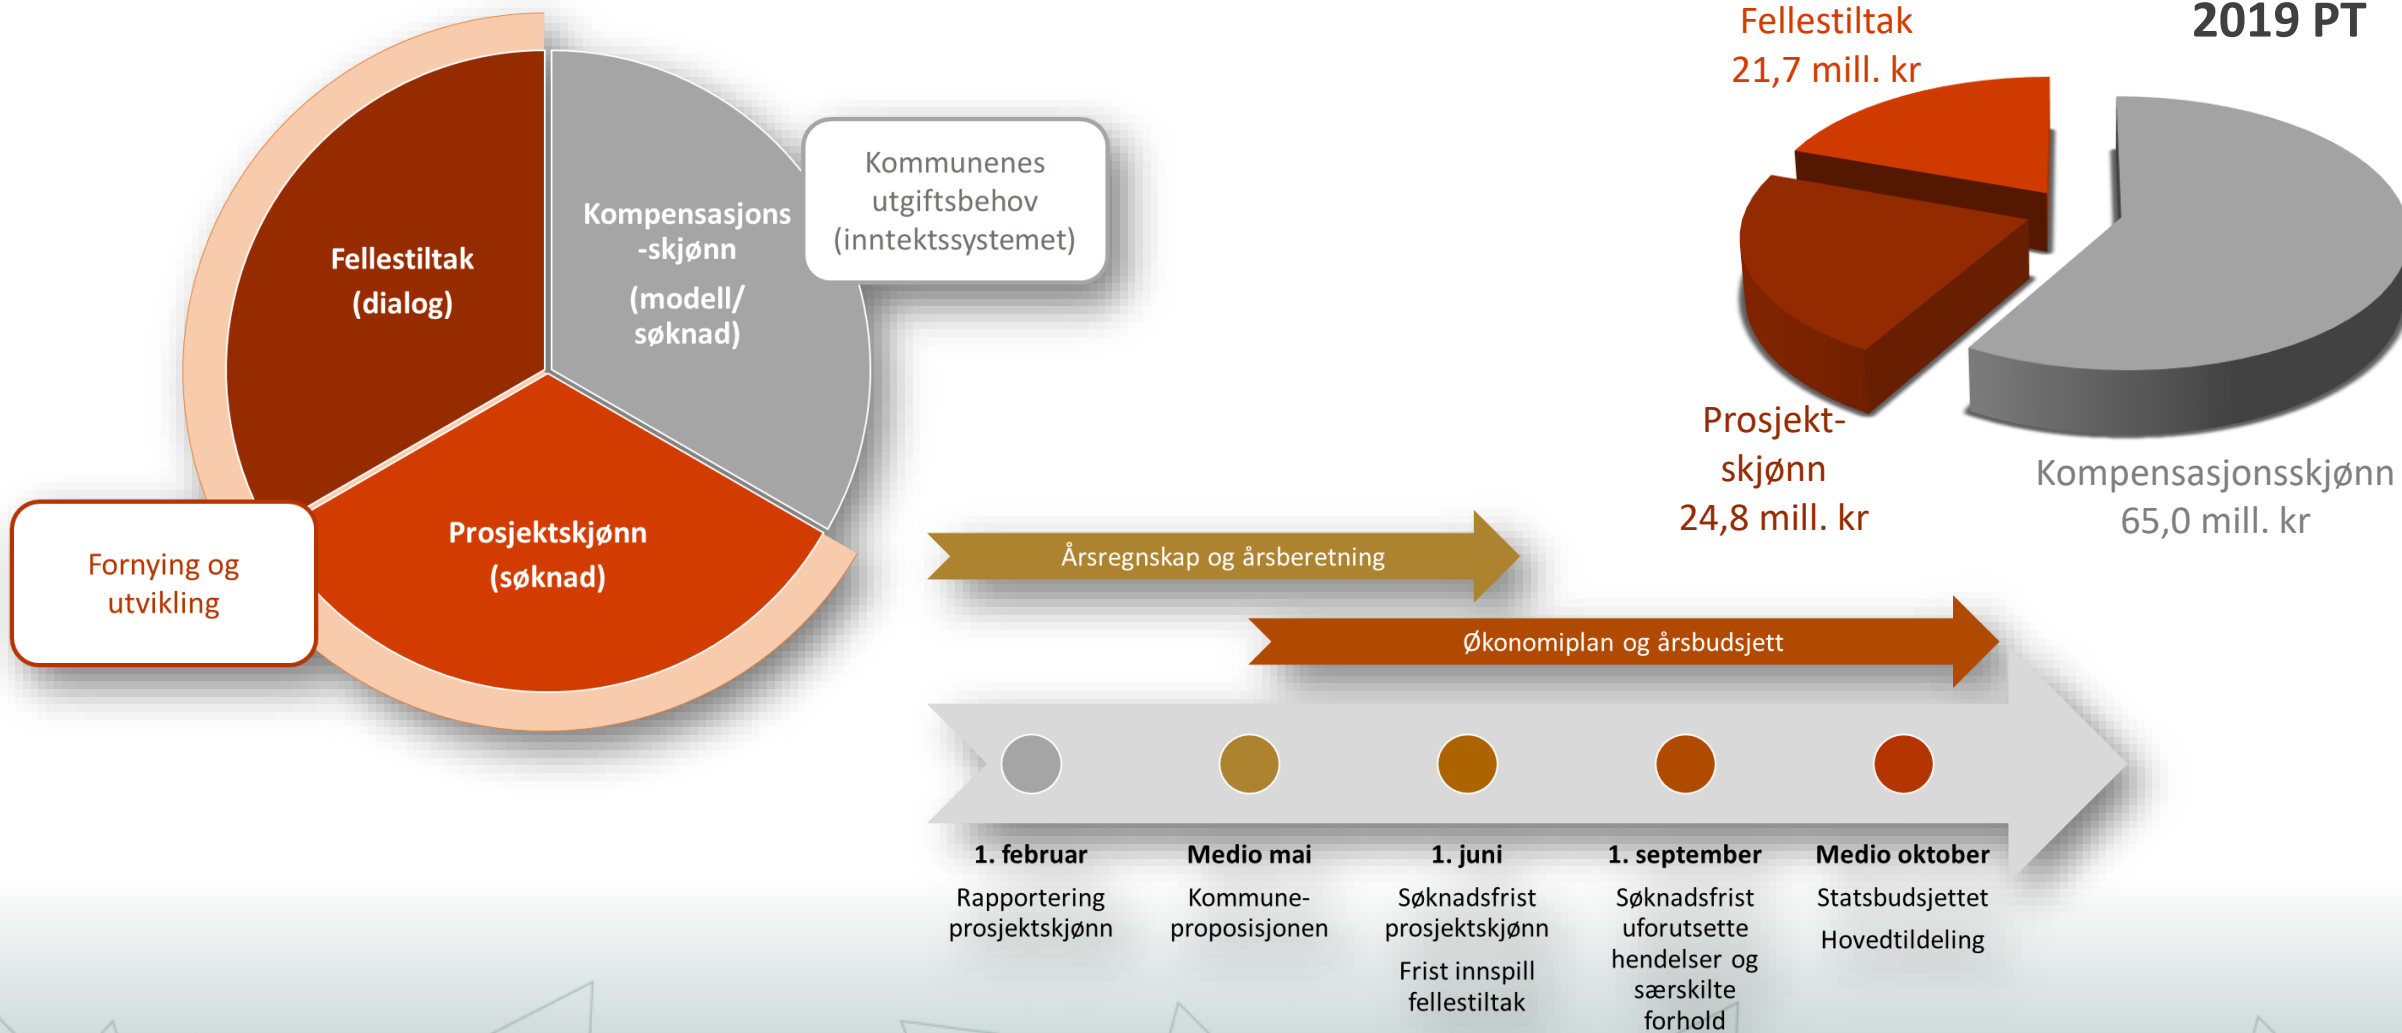 Fellestiltak
(dialog)
Kompensasjons
-skjønn
(modell/
søknad)
Kommunenes
utgiftsbehov
(inntektssystemet)
Prosjektskjønn
(søknad)
Fornying og
utvikling
2019 PT
Fellestiltak
21,7 mill. kr
Prosjekt-
skjønn
24,8 mill. kr
Kompensasjonsskjønn
65,0 mill. kr
Årsregnskap og årsberetning
Økonomiplan og årsbudsjett
1. februar
Rapportering
prosjektskjønn
Medio mai
Kommune-
proposisjonen
1. juni
Søknadsfrist
prosjektskjønn
Frist innspill
fellestiltak
1. september
Søknadsfrist
uforutsette
hendelser og
særskilte
forhold
Medio oktober
Statsbudsjettet
Hovedtildeling